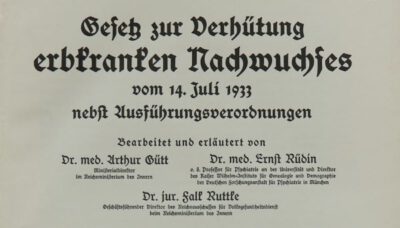 Gesetz zur Verhütung
erbkranken Nachwuchses
vom 14. Juli 1933
nebst Ausführungsverordnungen
Bearbeitet und erläutert von
Dr. med. Arthur Gütt
Ministerialdirektor
im Reichsministerium des Innern
Dr. med. Ernst Rüdin
o. ö. Professor für Psychiatrie an der Universität und Direktor
des Kaiser Wilhelm-Instituts für Genealogie und Demographie
der Deutschen Forschungsanstalt für Psychiatrie in München
Dr. jur. Falk Ruttke
Geschäftsführender Direktor des Reichsausschusses für Volksgesundheitsdienst
beim Reichsministerium des Innern